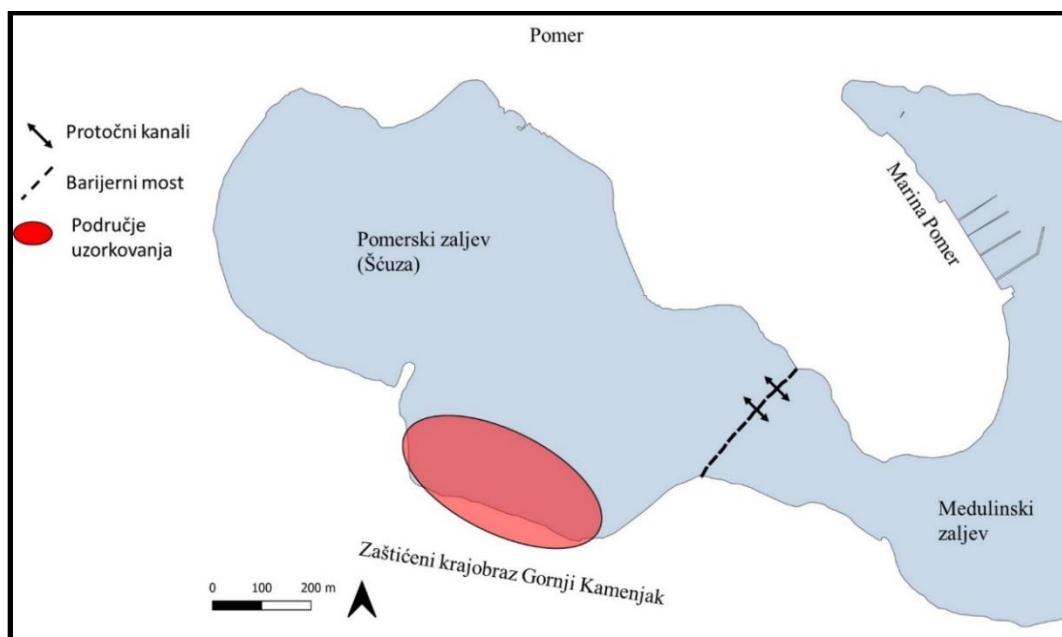 Pomer
Protočni kanali
Barijerni most
Područje
uzorkovanja
Pomerski zaljev
(Šćuza)
Marina Pomer
Medulinski
zaljev
Zaštićeni krajobraz Gornji Kamenjak
0 100 200 m